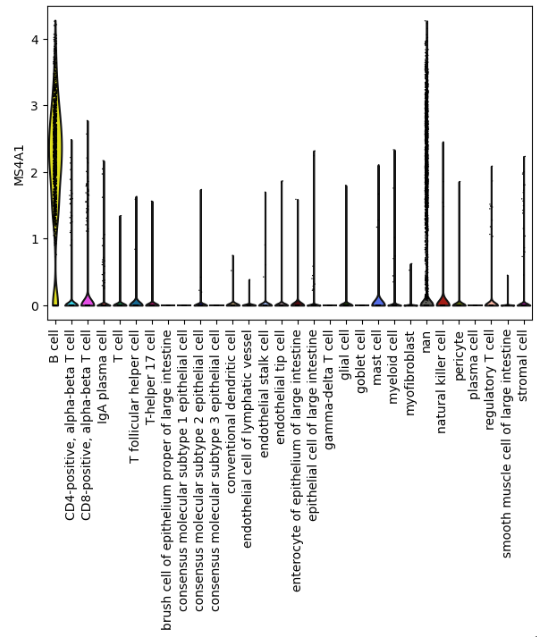 4
3
2
1
0
MS4A1
B cell
CD4-positive, alpha-beta T cell
CD8-positive, alpha-beta T cell
IgA plasma cell
T cell
T follicular helper cell
T-helper 17 cell
brush cell of epithelium proper of large intestine
consensus molecular subtype 1 epithelial cell
consensus molecular subtype 2 epithelial cell
consensus molecular subtype 3 epithelial cell
conventional dendritic cell
endothelial cell of lymphatic vessel
endothelial stalk cell
endothelial tip cell
enterocyte of epithelium of large intestine
epithelial cell of large intestine
gamma-delta T cell
glial cell
goblet cell
mast cell
myeloid cell
myofibroblast
nan
natural killer cell
pericyte
plasma cell
regulatory T cell
smooth muscle cell of large intestine
stromal cell